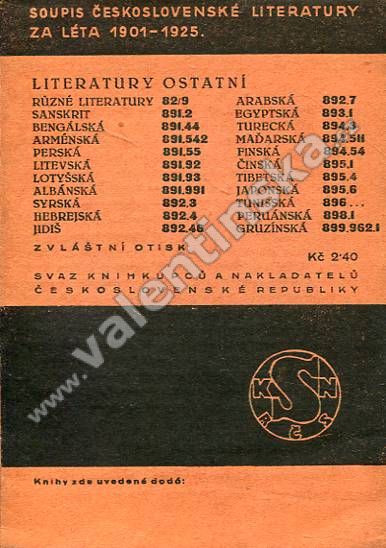 SOUPIS ČESKOSLOVENSKÉ LITERATURY
ZA LÉTA 1901–1925.
LITERATURY OSTATNÍ
RŮZNÉ LITERATURY 82/9
SANSKRIT 891.2
BENGÁLSKÁ 891.44
ARMÉNSKÁ 891.542
PERSKÁ 891.55
LITEVSKÁ 891.92
LOTYŠSKÁ 891.93
ALBÁNSKÁ 891.991
SYRSKÁ 892.3
HEBREJSKÁ 892.4
JIDIŠ 892.46
ARABSKÁ 892.7
EGYPTSKÁ 893.1
TURECKÁ 894.3
MAĎARSKÁ 894.511
FINSKÁ 894.54
ČINSKÁ 895.1
TIBETSKÁ 895.4
JAPONSKÁ 895.6
TUNISSKÁ 896...
PERUÁNSKÁ 898.1
GRUZÍNSKÁ 899.962.1
ZVLÁŠTNÍ OTISK.
Kč 2·40
SVAZ KNIHKUPCŮ A NAKLADATELŮ
ČESKOSLOVENSKÉ REPUBLIKY
KSN
RČS
Knihy zde uvedené dodá:
www.valentinska.cz